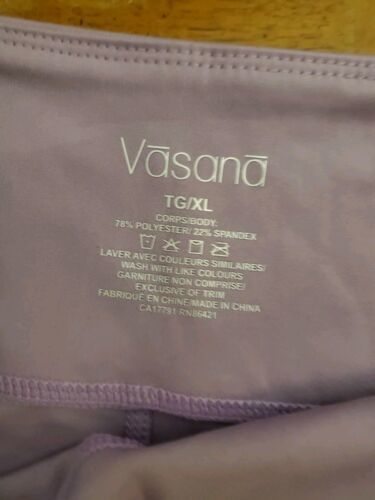 Vāsanā
TG/XL
CORPS/BODY:
78% POLYESTER/ 22% SPANDEX
LAVER AVEC COULEURS SIMILAIRES/
WASH WITH LIKE COLOURS
GARNITURE NON COMPRISE/
EXCLUSIVE OF TRIM
FABRIQUÉ EN CHINE/MADE IN CHINA
CA17791 RN86421